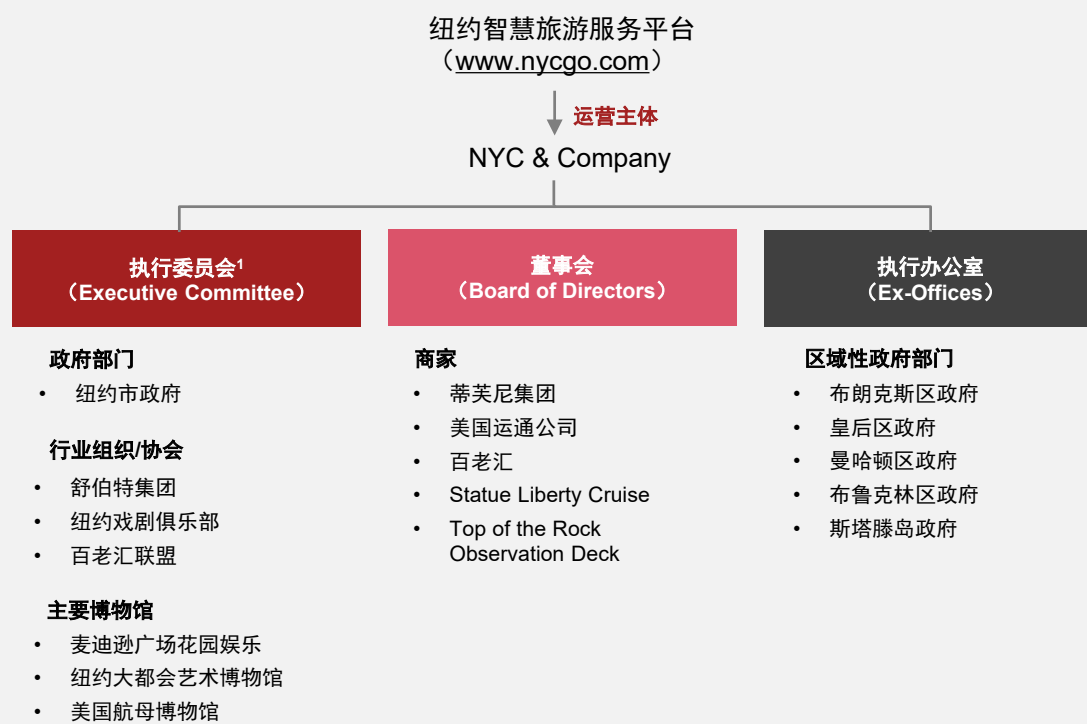 纽约智慧旅游服务平台
（www.nycgo.com）
运营主体
NYC & Company
执行委员会¹
（Executive Committee）
政府部门
• 纽约市政府
行业组织/协会
• 舒伯特集团
• 纽约戏剧俱乐部
• 百老汇联盟
主要博物馆
• 麦迪逊广场花园娱乐
• 纽约大都会艺术博物馆
• 美国航母博物馆
董事会
（Board of Directors）
商家
• 蒂芙尼集团
• 美国运通公司
• 百老汇
• Statue Liberty Cruise
• Top of the Rock
Observation Deck
执行办公室
（Ex-Offices）
区域性政府部门
• 布朗克斯区政府
• 皇后区政府
• 曼哈顿区政府
• 布鲁克林区政府
• 斯塔滕岛政府